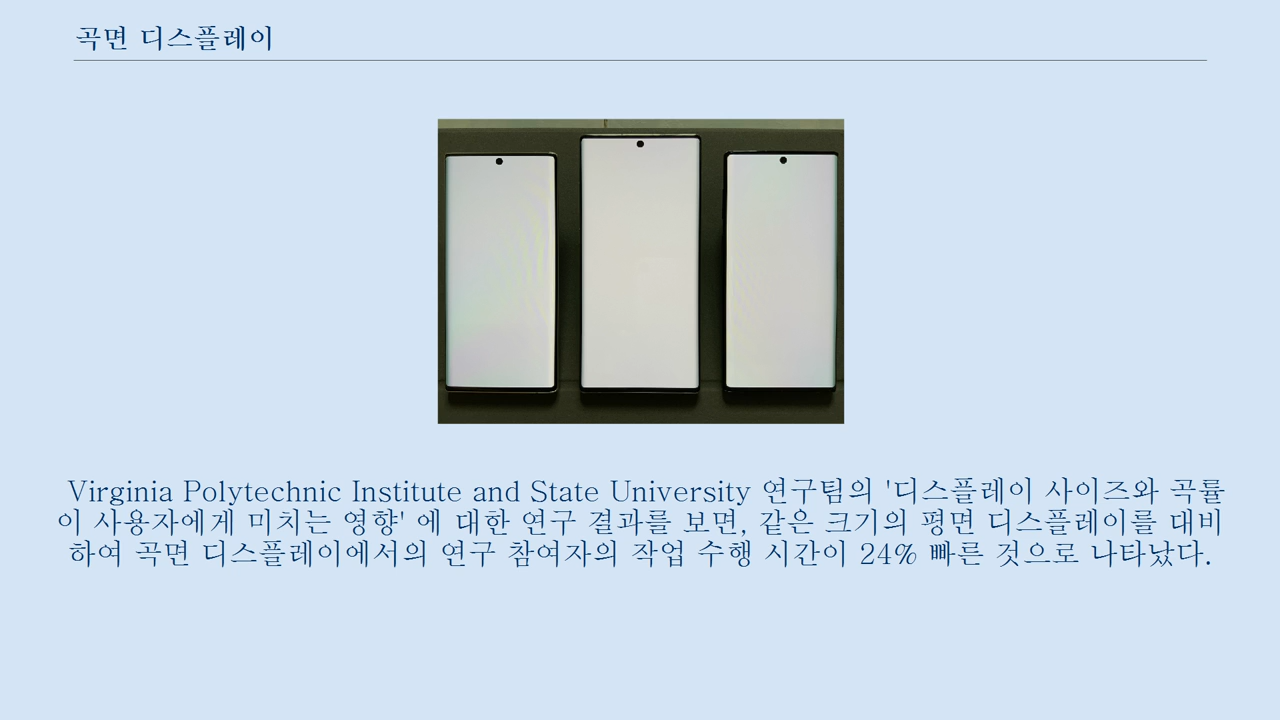 곡면 디스플레이
Virginia Polytechnic Institute and State University 연구팀의 '디스플레이 사이즈와 곡률
이 사용자에게 미치는 영향' 에 대한 연구 결과를 보면, 같은 크기의 평면 디스플레이를 대비
하여 곡면 디스플레이에서의 연구 참여자의 작업 수행 시간이 24% 빠른 것으로 나타났다.